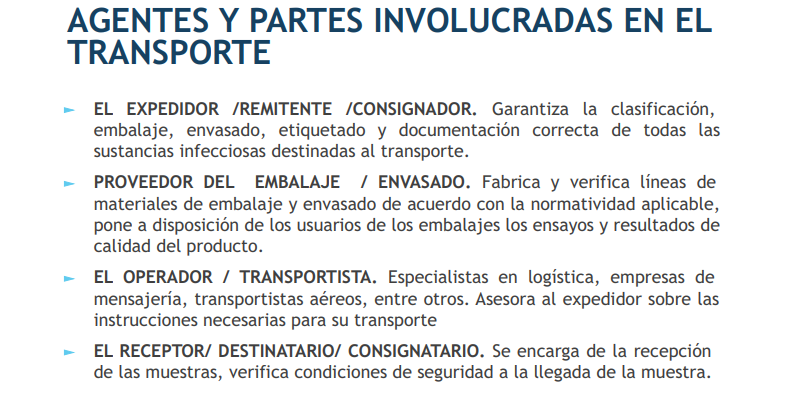 AGENTES Y PARTES INVOLUCRADAS EN EL
TRANSPORTE
► EL EXPEDIDOR /REMITENTE /CONSIGNADOR. Garantiza la clasificación,
embalaje, envasado, etiquetado y documentación correcta de todas las
sustancias infecciosas destinadas al transporte.
► PROVEEDOR DEL EMBALAJE / ENVASADO. Fabrica y verifica líneas de
materiales de embalaje y envasado de acuerdo con la normatividad aplicable,
pone a disposición de los usuarios de los embalajes los ensayos y resultados de
calidad del producto.
► EL OPERADOR / TRANSPORTISTA. Especialistas en logística, empresas de
mensajería, transportistas aéreos, entre otros. Asesora al expedidor sobre las
instrucciones necesarias para su transporte
► EL RECEPTOR/ DESTINATARIO/ CONSIGNATARIO. Se encarga de la recepción
de las muestras, verifica condiciones de seguridad a la llegada de la muestra.